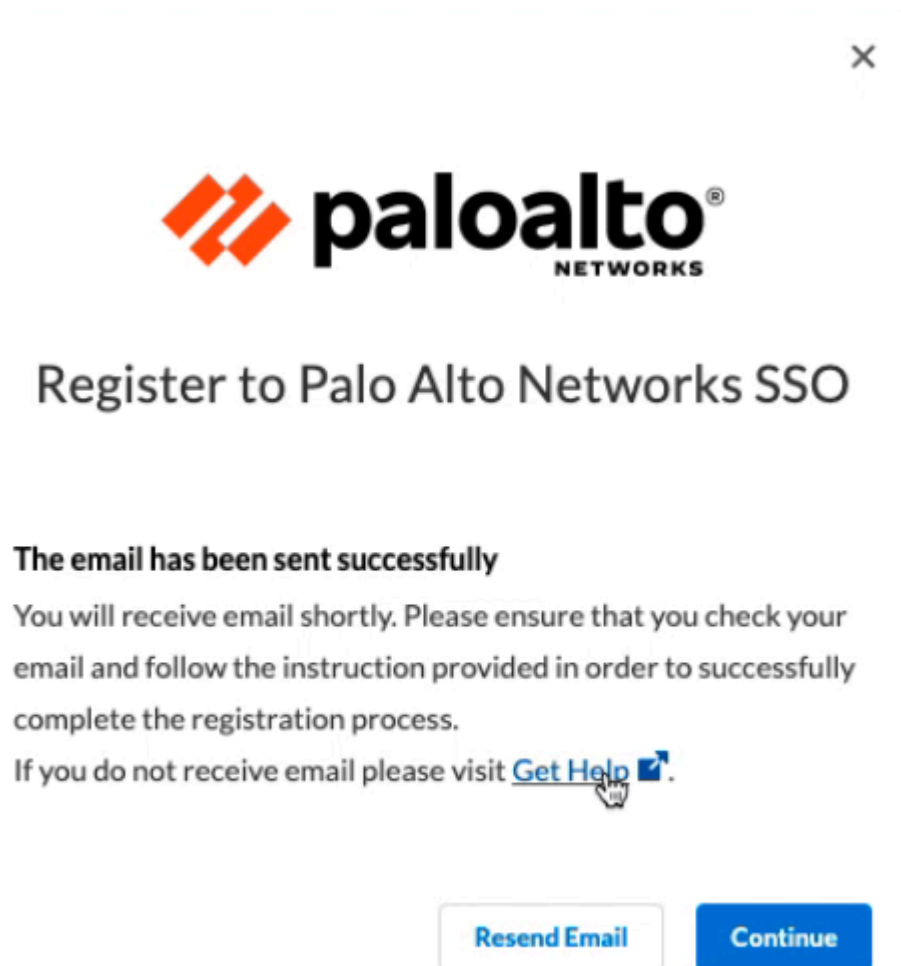 paloalto®
NETWORKS
Register to Palo Alto Networks SSO
The email has been sent successfully
You will receive email shortly. Please ensure that you check your
email and follow the instruction provided in order to successfully
complete the registration process.
If you do not receive email please visit Get Help.
Resend Email
Continue